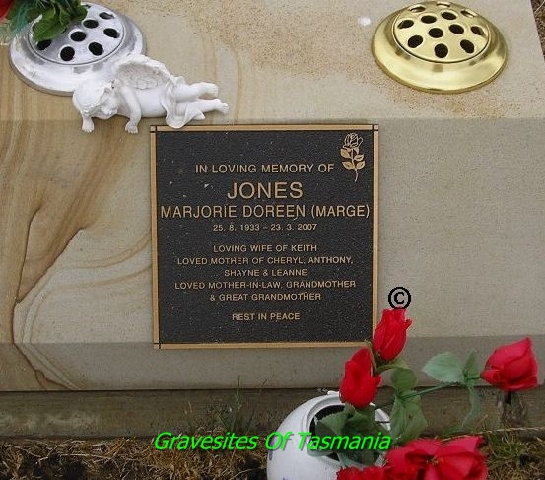 IN LOVING MEMORY OF
JONES
MARJORIE DOREEN (MARGE)
25. 8. 1933 – 23. 3. 2007
LOVING WIFE OF KEITH
LOVED MOTHER OF CHERYL, ANTHONY,
SHAYNE & LEANNE
LOVED MOTHER-IN-LAW, GRANDMOTHER
& GREAT GRANDMOTHER
REST IN PEACE
©
Gravesites Of Tasmania